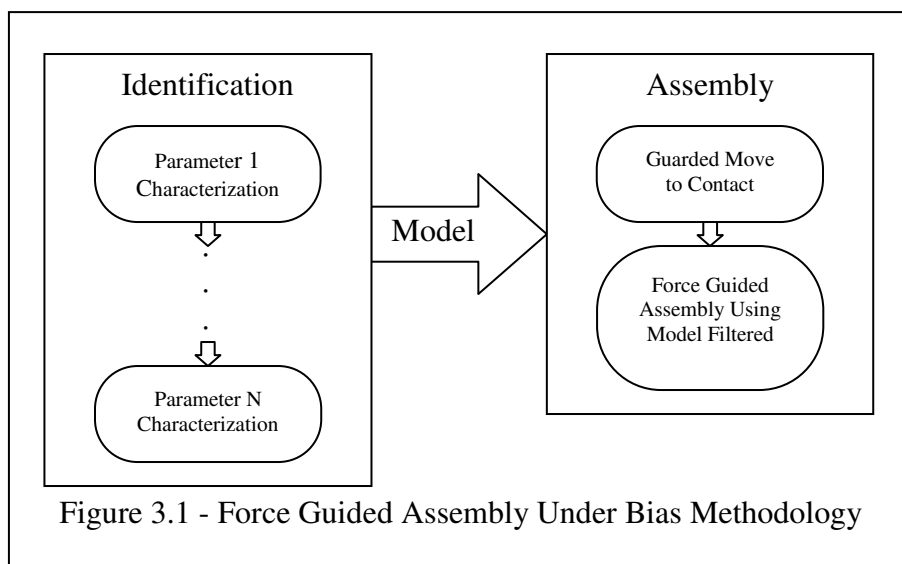 Identification
Parameter 1
Characterization
.
.
.
Parameter N
Characterization
Model
Assembly
Guarded Move
to Contact
Force Guided
Assembly Using
Model Filtered
Figure 3.1 - Force Guided Assembly Under Bias Methodology